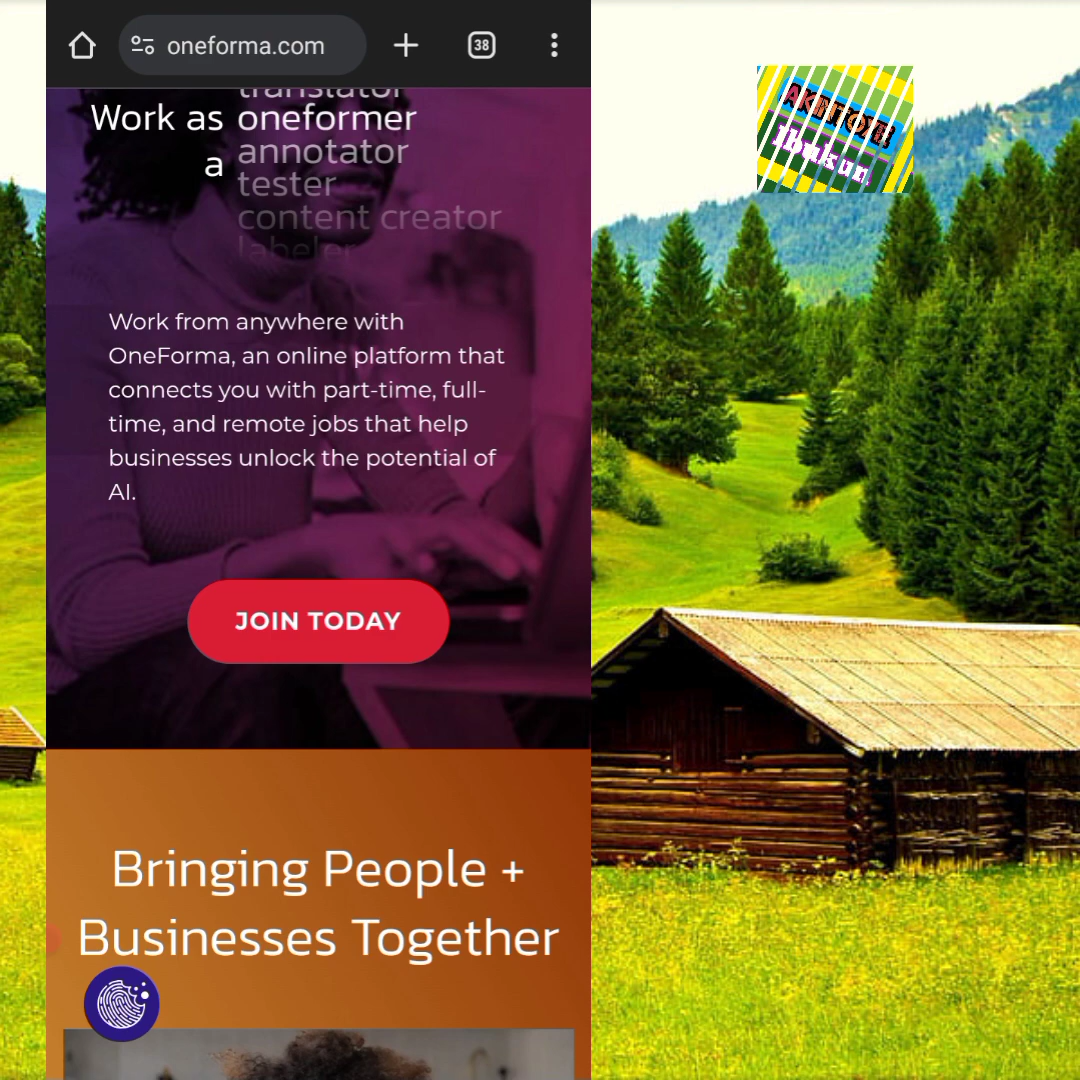 oneforma.com
38
translator
Work as oneformer
a annotator
tester
content creator
labeler
Work from anywhere with
OneForma, an online platform that
connects you with part-time, full-
time, and remote jobs that help
businesses unlock the potential of
AI.
JOIN TODAY
Bringing People +
Businesses Together
Ibukun